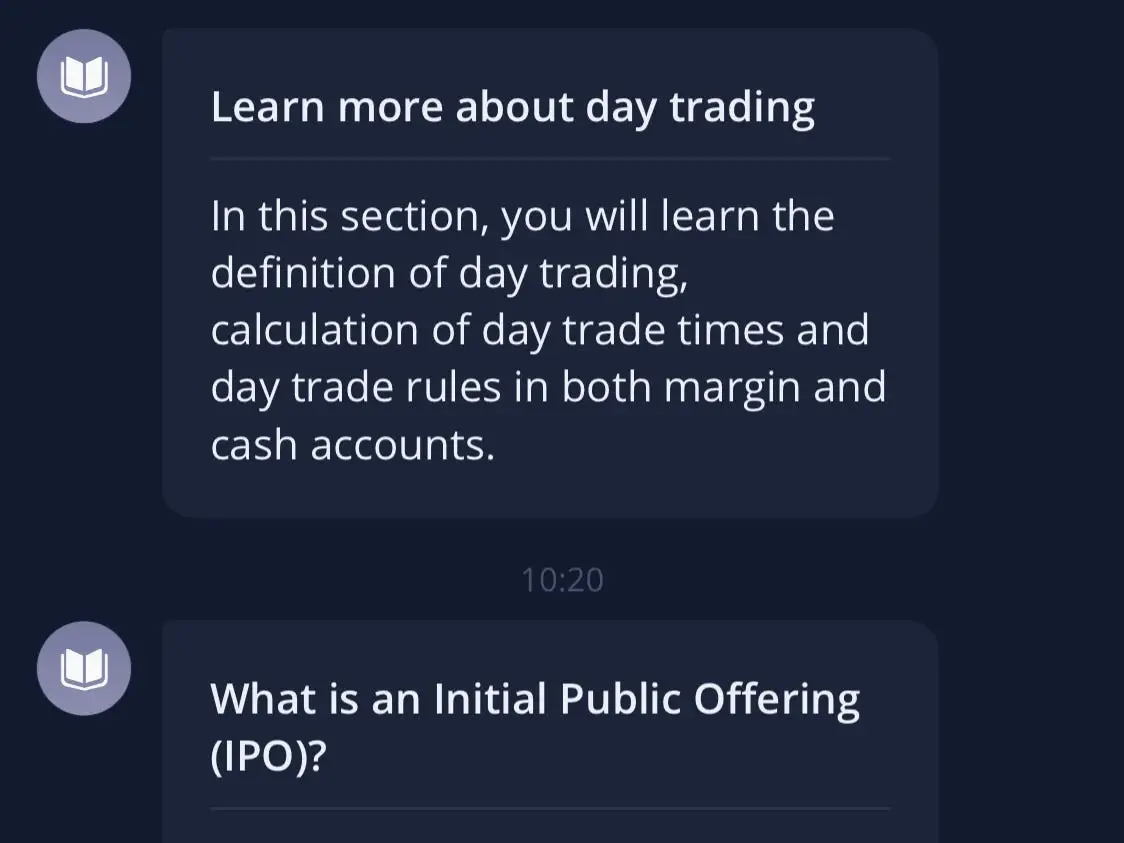 Learn more about day trading
In this section, you will learn the
definition of day trading,
calculation of day trade times and
day trade rules in both margin and
cash accounts.
10:20
What is an Initial Public Offering
(IPO)?